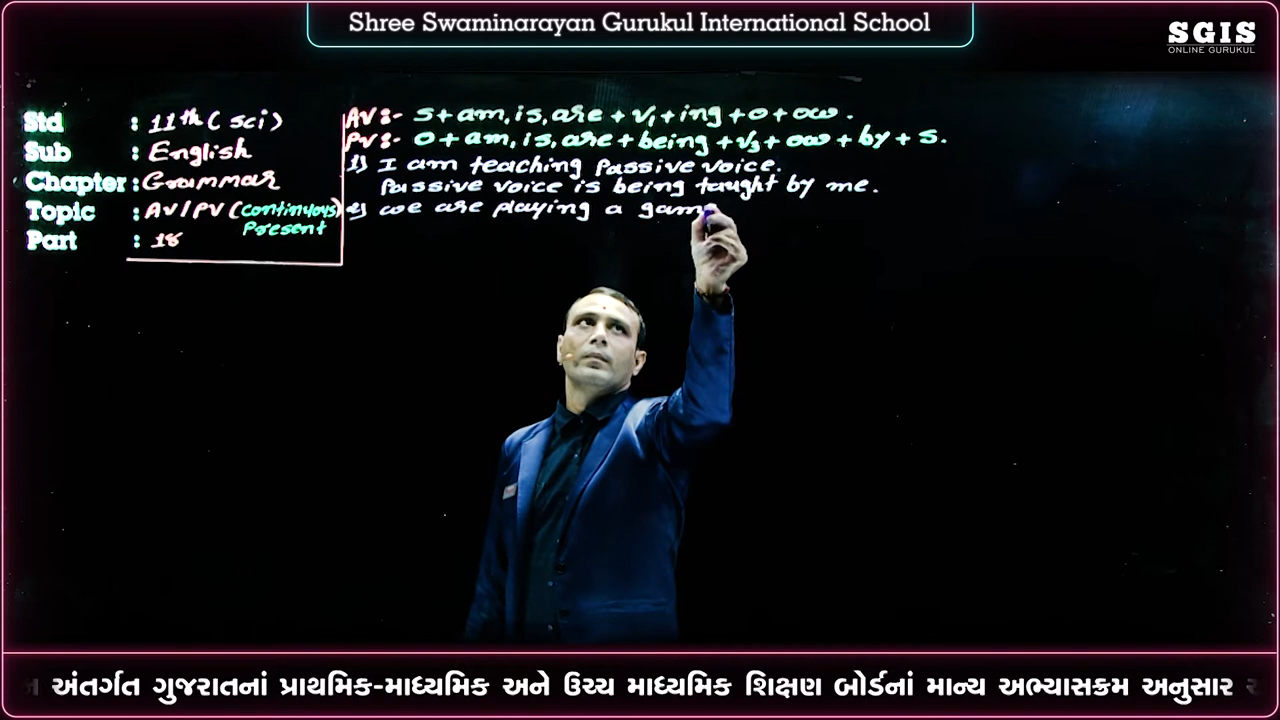 Shree Swaminarayan Gurukul International School
SGIS
ONLINE GURUKUL
Std : 11th (sci)
Sub : English
Chapter : Grammar
Topic : AV/PV (continuous
Present
Part : 18
AV:- S + am, is, are + V1 + ing + O + OW.
PV:- O + am, is, are + being + V3 + OW + by + S.
1) I am teaching Passive voice.
Passive voice is being taught by me.
2) we are playing a game
અંતર્ગત ગુજરાતનાં પ્રાથમિક-માધ્યમિક અને ઉચ્ચ માધ્યમિક શિક્ષણ બોર્ડનાં માન્ય અભ્યાસક્રમ અનુસાર